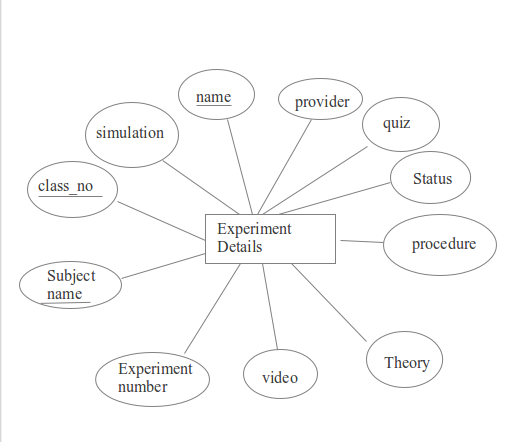 name
provider
quiz
simulation
Status
class_no
Experiment
Details
procedure
Subject
name
Experiment
number
video
Theory